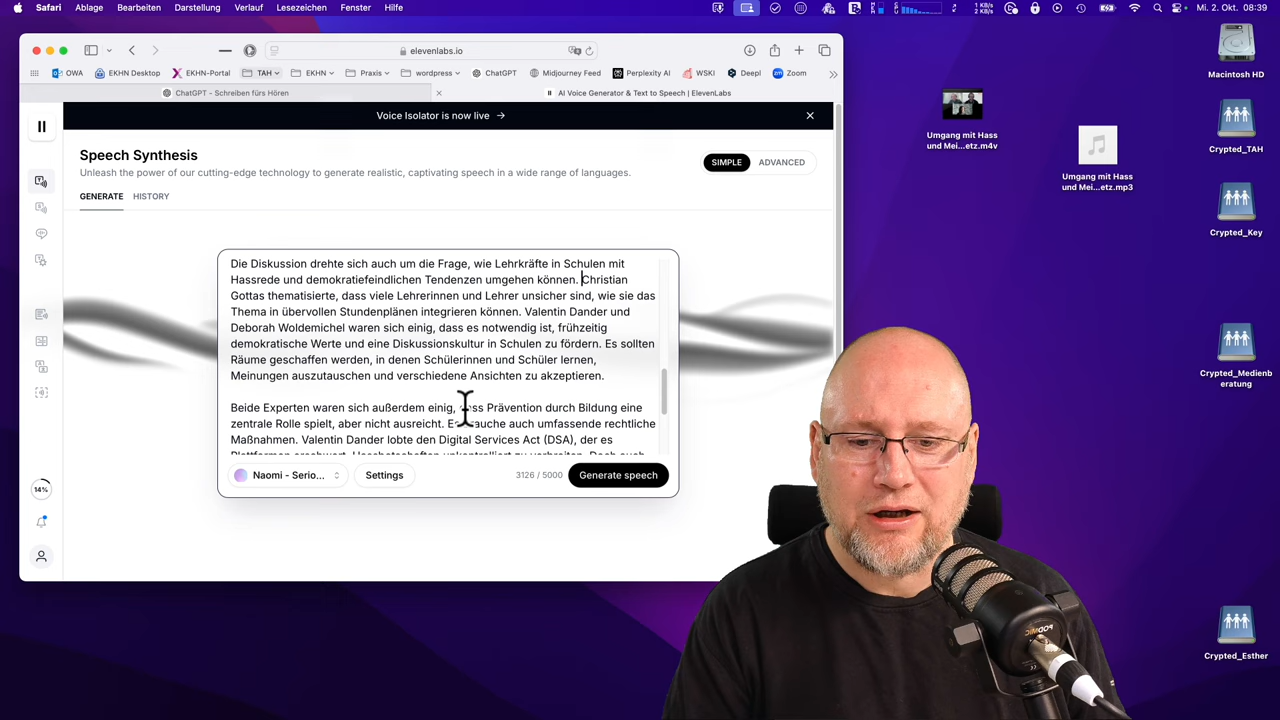 Safari Ablage Bearbeiten Darstellung Verlauf Lesezeichen Fenster Hilfe
Mi. 2. Okt. 08:39
elevenlabs.io
OWA EKHN Desktop EKHN-Portal TAH EKHN Praxis wordpress ChatGPT Midjourney Feed Perplexity AI WSKI Deepl Zoom
ChatGPT - Schreiben fürs Hören
AI Voice Generator & Text to Speech | ElevenLabs
Voice Isolator is now live →
Speech Synthesis
SIMPLE ADVANCED
Unleash the power of our cutting-edge technology to generate realistic, captivating speech in a wide range of languages.
GENERATE HISTORY
Die Diskussion drehte sich auch um die Frage, wie Lehrkräfte in Schulen mit
Hassrede und demokratiefeindlichen Tendenzen umgehen können. Christian
Gottas thematisierte, dass viele Lehrerinnen und Lehrer unsicher sind, wie sie das
Thema in übervollen Stundenplänen integrieren können. Valentin Dander und
Deborah Woldemichel waren sich einig, dass es notwendig ist, frühzeitig
demokratische Werte und eine Diskussionskultur in Schulen zu fördern. Es sollten
Räume geschaffen werden, in denen Schülerinnen und Schüler lernen,
Meinungen auszutauschen und verschiedene Ansichten zu akzeptieren.
Beide Experten waren sich außerdem einig, dass Prävention durch Bildung eine
zentrale Rolle spielt, aber nicht ausreicht. Es brauche auch umfassende rechtliche
Maßnahmen. Valentin Dander lobte den Digital Services Act (DSA), der es
Naomi - Serio... Settings 3126 / 5000 Generate speech
14%
Macintosh HD
Umgang mit Hass
und Mei...etz.m4v
Umgang mit Hass
und Mei...etz.mp3
Crypted_TAH
Crypted_Key
Crypted_Medienb
eratung
Crypted_Esther
PODMIC